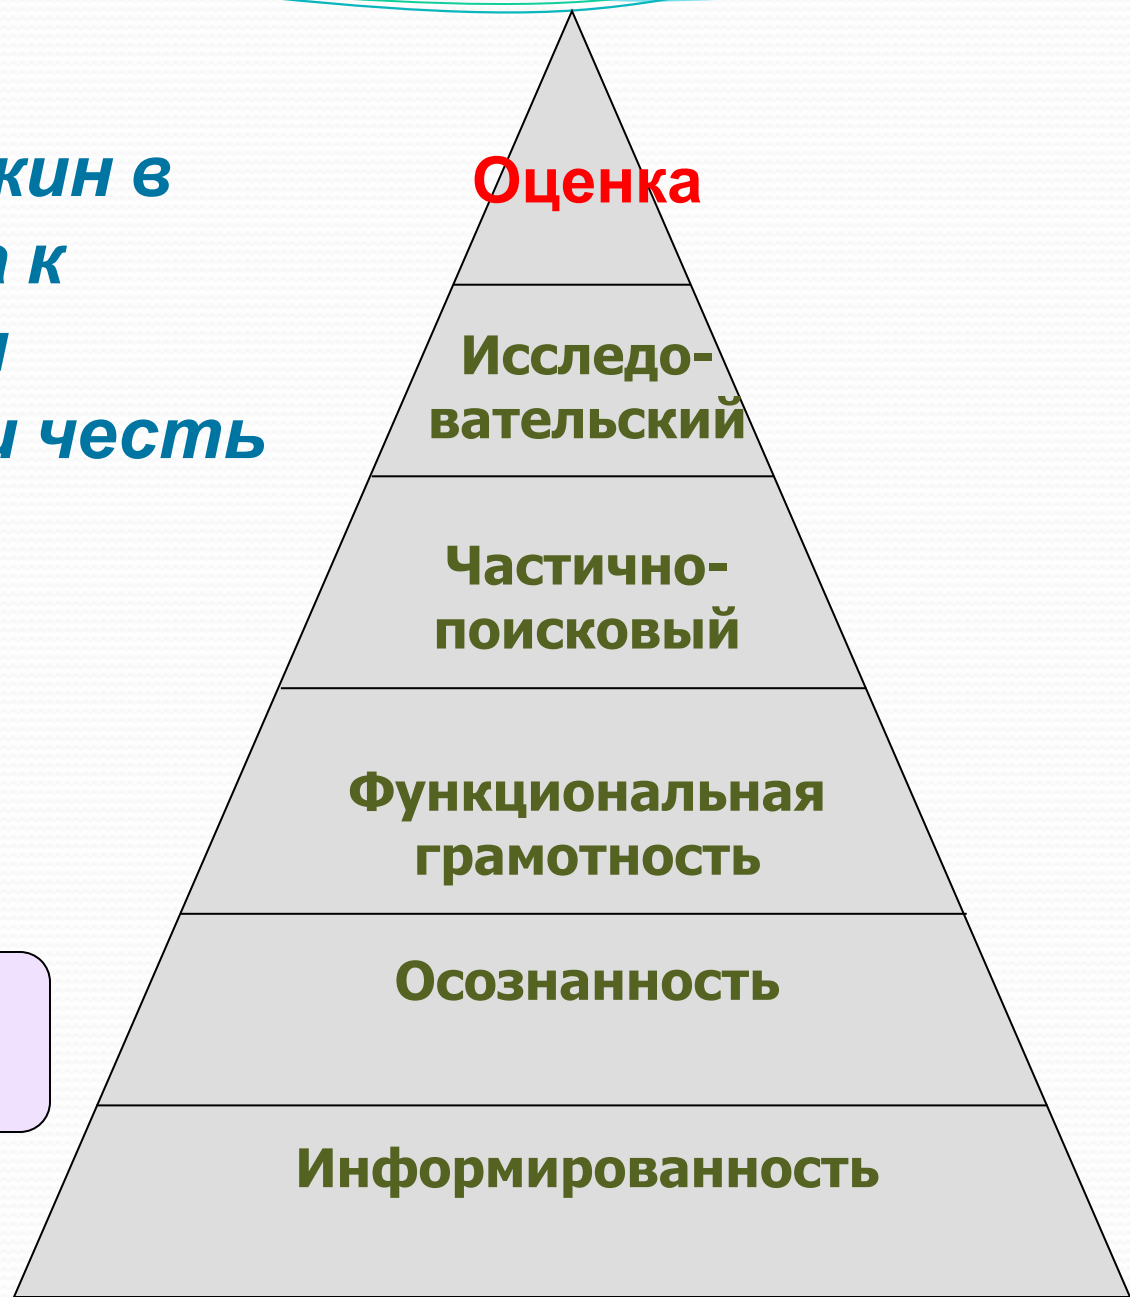 кин в
к
и честь
Оценка
Исследо-
вательский
Частично-
поисковый
Функциональная
грамотность
Осознанность
Информированность